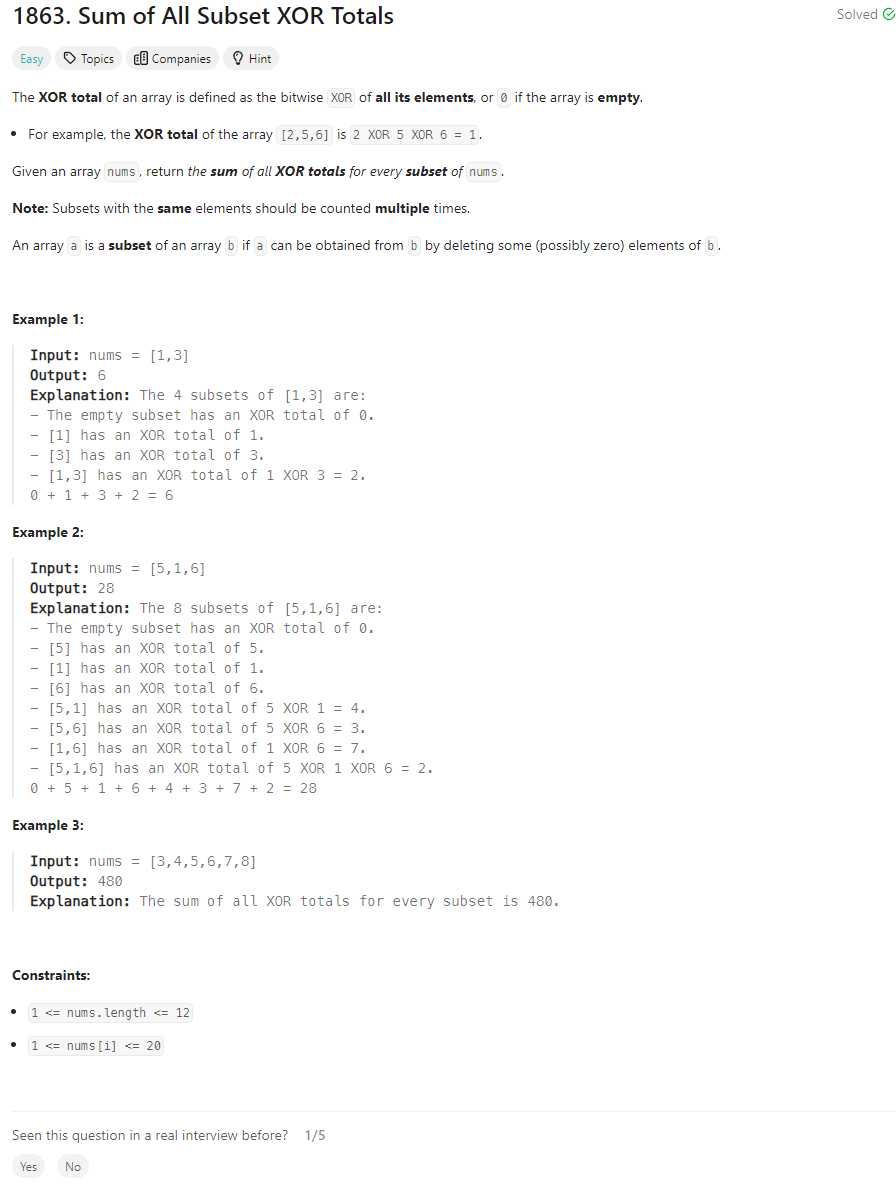 1863. Sum of All Subset XOR Totals
Solved
Easy Topics Companies Hint
The XOR total of an array is defined as the bitwise XOR of all its elements, or 0 if the array is empty.
• For example, the XOR total of the array [2,5,6] is 2 XOR 5 XOR 6 = 1.
Given an array nums, return the sum of all XOR totals for every subset of nums.
Note: Subsets with the same elements should be counted multiple times.
An array a is a subset of an array b if a can be obtained from b by deleting some (possibly zero) elements of b.
Example 1:
Input: nums = [1,3]
Output: 6
Explanation: The 4 subsets of [1,3] are:
- The empty subset has an XOR total of 0.
- [1] has an XOR total of 1.
- [3] has an XOR total of 3.
- [1,3] has an XOR total of 1 XOR 3 = 2.
0 + 1 + 3 + 2 = 6
Example 2:
Input: nums = [5,1,6]
Output: 28
Explanation: The 8 subsets of [5,1,6] are:
- The empty subset has an XOR total of 0.
- [5] has an XOR total of 5.
- [1] has an XOR total of 1.
- [6] has an XOR total of 6.
- [5,1] has an XOR total of 5 XOR 1 = 4.
- [5,6] has an XOR total of 5 XOR 6 = 3.
- [1,6] has an XOR total of 1 XOR 6 = 7.
- [5,1,6] has an XOR total of 5 XOR 1 XOR 6 = 2.
0 + 5 + 1 + 6 + 4 + 3 + 7 + 2 = 28
Example 3:
Input: nums = [3,4,5,6,7,8]
Output: 480
Explanation: The sum of all XOR totals for every subset is 480.
Constraints:
• 1 <= nums.length <= 12
• 1 <= nums[i] <= 20
Seen this question in a real interview before? 1/5
Yes No